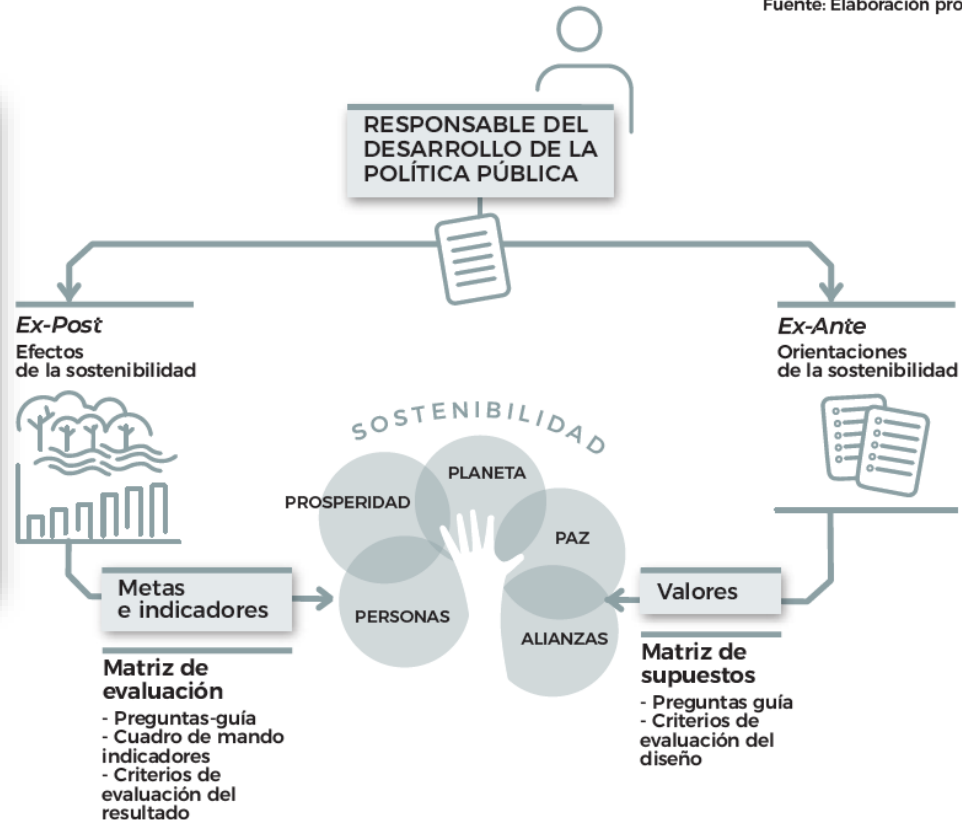 Fuente: Elaboración pro
RESPONSABLE DEL
DESARROLLO DE LA
POLÍTICA PÚBLICA
Ex-Post
Efectos
de la sostenibilidad
Ex-Ante
Orientaciones
de la sostenibilidad
SOSTENIBILIDAD
PLANETA
PROSPERIDAD
PAZ
PERSONAS
ALIANZAS
Metas
e indicadores
Matriz de
evaluación
- Preguntas-guía
- Cuadro de mando
indicadores
- Criterios de
evaluación del
resultado
Valores
Matriz de
supuestos
- Preguntas guía
- Criterios de
evaluación del
diseño